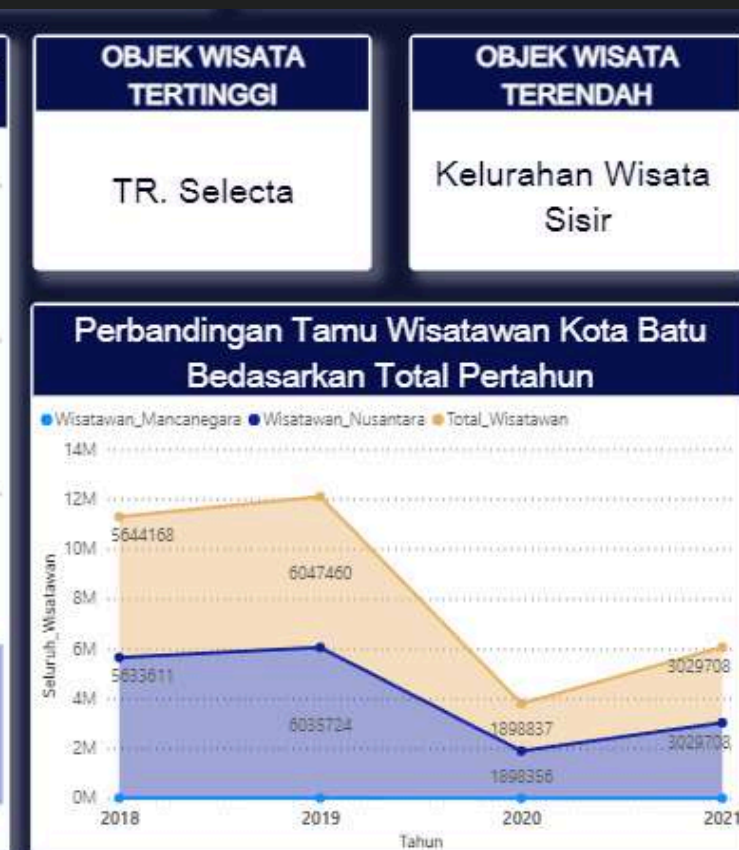 OBJEK WISATA
TERTINGGI
TR. Selecta
OBJEK WISATA
TERENDAH
Kelurahan Wisata
Sisir
Perbandingan Tamu Wisatawan Kota Batu
Bedasarkan Total Pertahun
Wisatawan_Mancanegara Wisatawan_Nusantara Total_Wisatawan
14M
12M
10M
8M
6M
4M
2M
0M
Seluruh_Wisatawan
5644168
6047460
1898837
3029708
5633611
6035724
1898356
3029708
2018 2019 2020 2021
Tahun